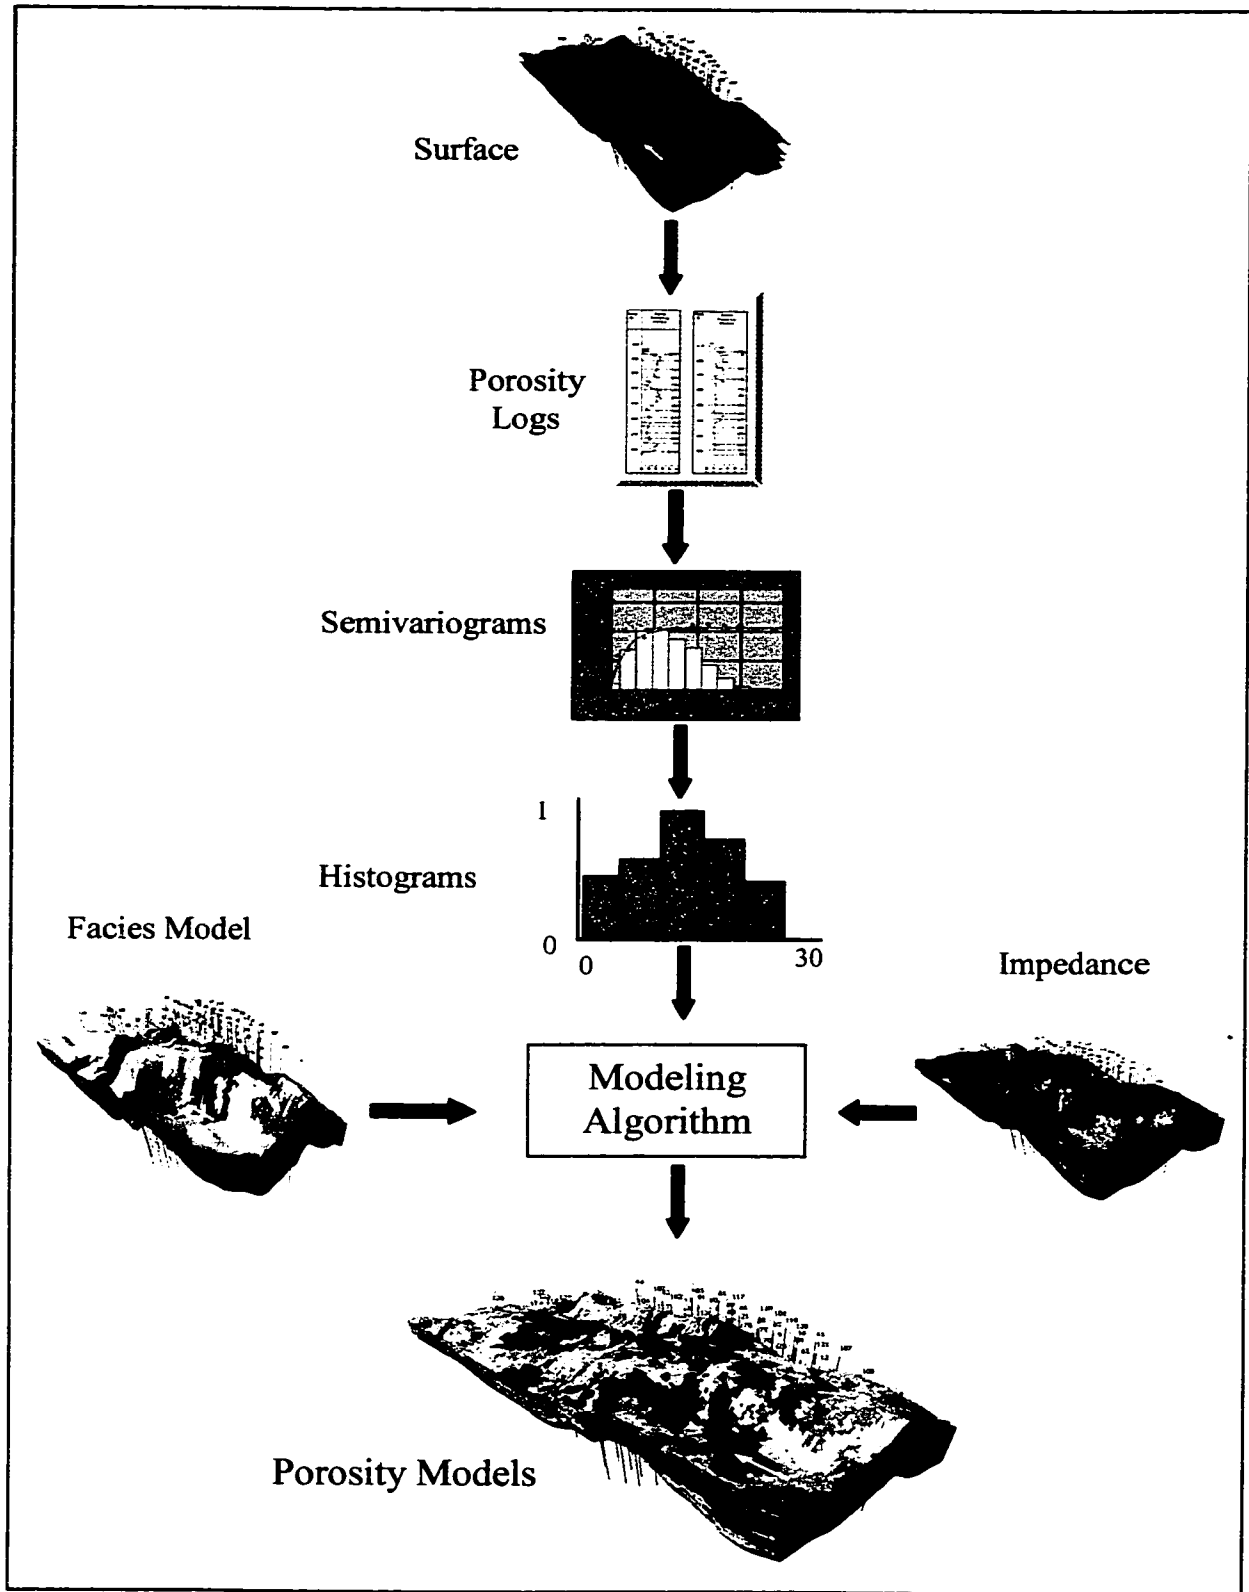 Surface
Porosity
Logs
Semivariograms
1
Histograms
0
0
30
Facies Model
Impedance
Modeling
Algorithm
Porosity Models